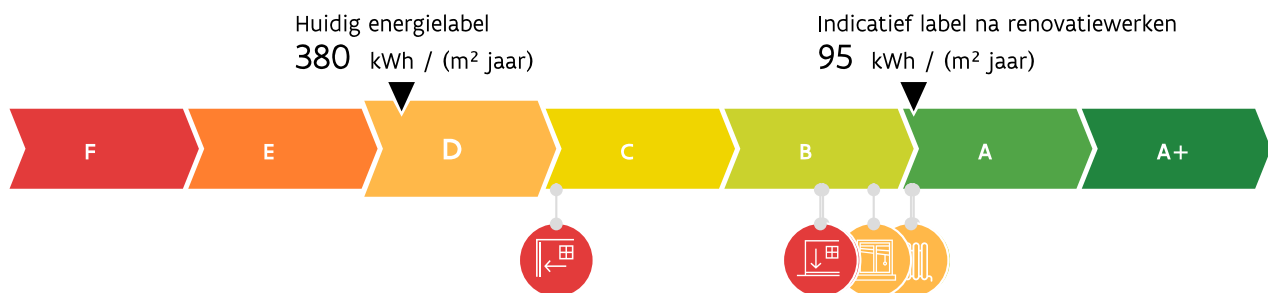 Huidig energielabel
380 kWh / (m² jaar)
Indicatief label na renovatiewerken
95 kWh / (m² jaar)
F E D C B A A+